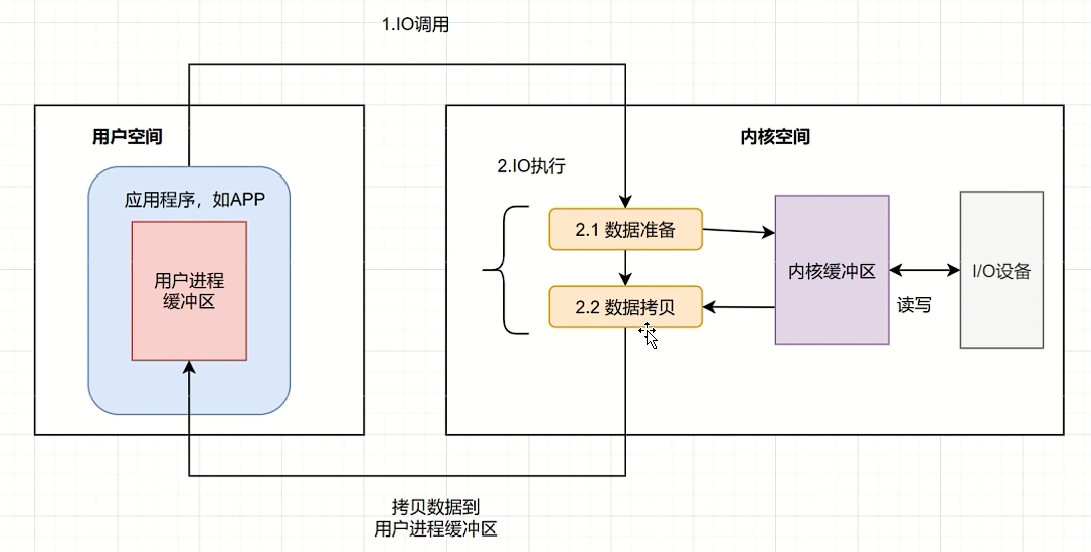 1.IO调用
用户空间
内核空间
2.IO执行
应用程序，如APP
2.1 数据准备
用户进程
缓冲区
内核缓冲区
I/O设备
2.2 数据拷贝
读写
拷贝数据到
用户进程缓冲区